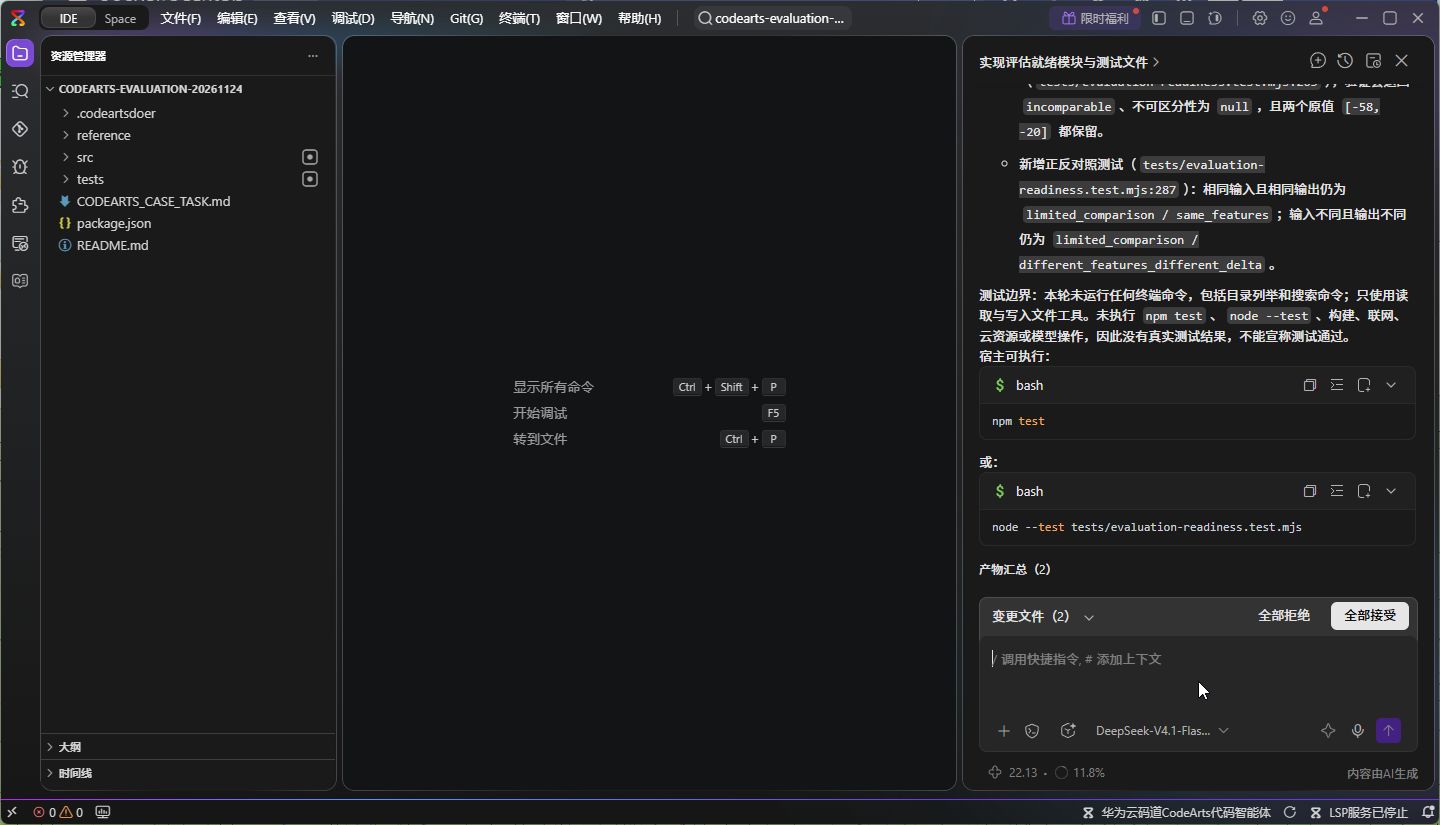 IDE Space 文件(F) 编辑(E) 查看(V) 调试(D) 导航(N) Git(G) 终端(T) 窗口(W) 帮助(H) codearts-evaluation-... 限时福利
资源管理器 ...
CODEARTS-EVALUATION-20261124
.codeartsdoer
reference
src
tests
CODEARTS_CASE_TASK.md
{} package.json
README.md
大纲
时间线
显示所有命令 Ctrl + Shift + P
开始调试 F5
转到文件 Ctrl + P
实现评估就绪模块与测试文件
incomparable 、不可区分性为 null ，且两个原值 [-58,
-20] 都保留。
新增正反对照测试（ tests/evaluation-
readiness.test.mjs:287 ）：相同输入且相同输出仍为
limited_comparison / same_features ；输入不同且输出不同
仍为 limited_comparison /
different_features_different_delta 。
测试边界：本轮未运行任何终端命令，包括目录列举和搜索命令；只使用读
取与写入文件工具。未执行 npm test 、 node --test 、构建、联网、
云资源或模型操作，因此没有真实测试结果，不能宣称测试通过。
宿主可执行：
$ bash
npm test
或：
$ bash
node --test tests/evaluation-readiness.test.mjs
产物汇总（2）
变更文件（2） 全部拒绝 全部接受
/ 调用快捷指令, # 添加上下文
DeepSeek-V4.1-Flas...
22.13 · 11.8% 内容由AI生成
0 0 华为云码道CodeArts代码智能体 LSP服务已停止